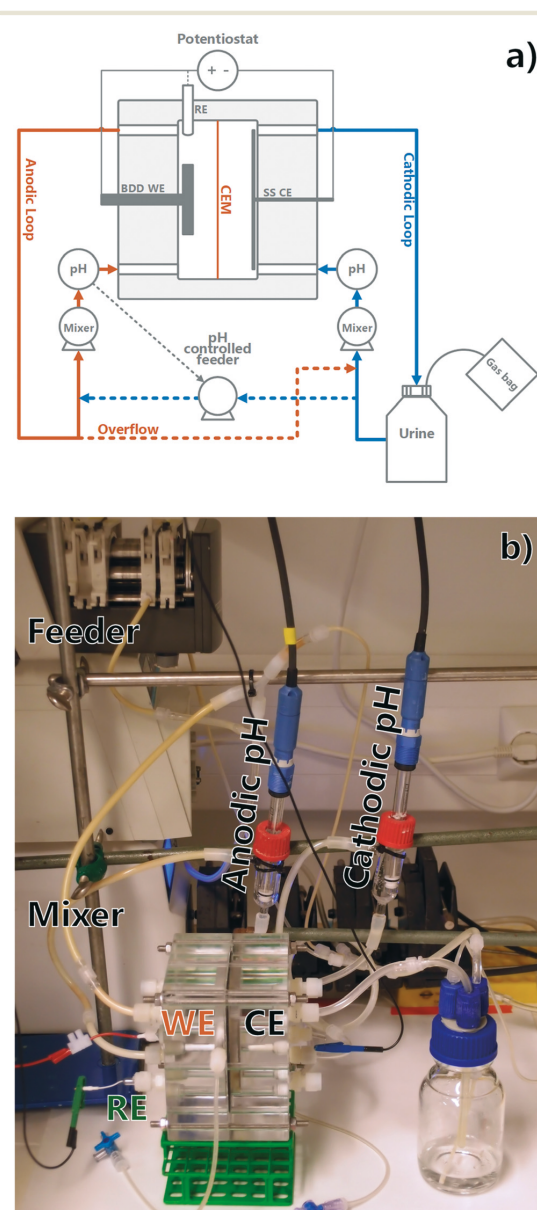 a)
Potentiostat
+ -
RE
Anodic Loop
BDD WE
CEM
SS CE
Cathodic Loop
pH
pH
Mixer
Mixer
pH
controlled
feeder
Gas bag
Overflow
Urine
b)
Feeder
Anodic pH
Cathodic pH
Mixer
WE
CE
RE